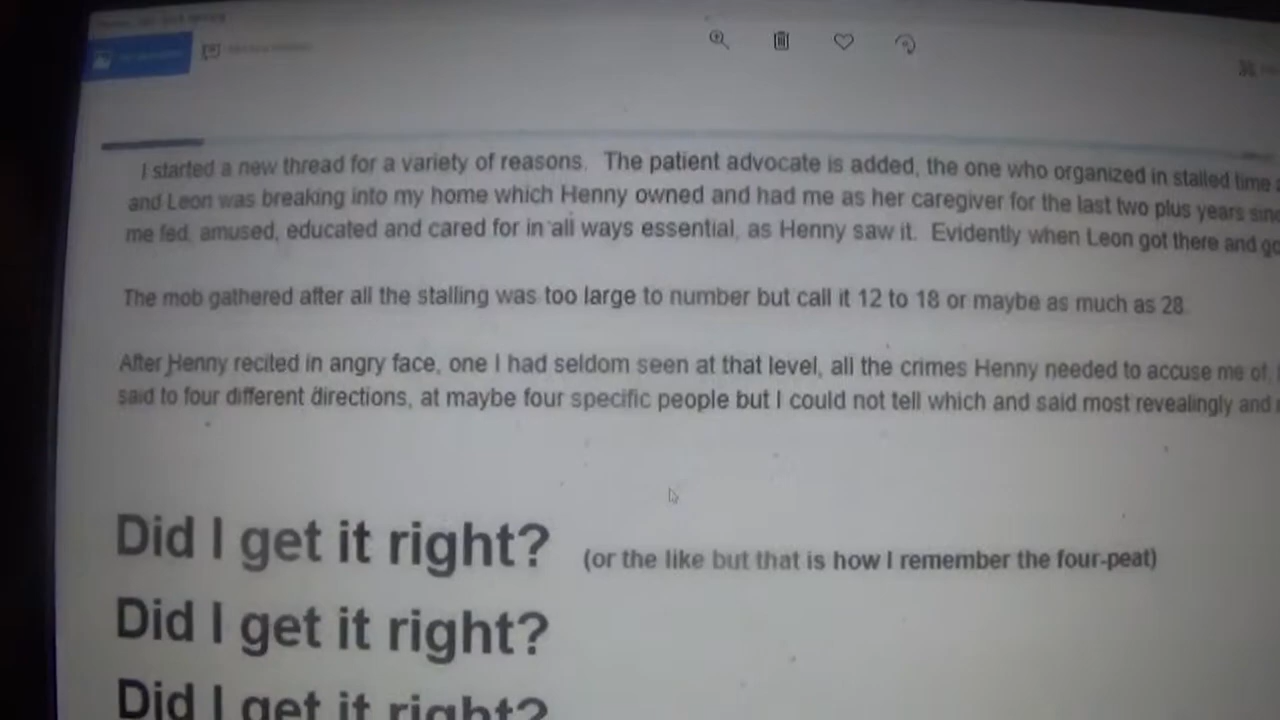 I started a new thread for a variety of reasons. The patient advocate is added, the one who organized in stalled time
and Leon was breaking into my home which Henny owned and had me as her caregiver for the last two plus years
me fed, amused, educated and cared for in all ways essential, as Henny saw it. Evidently when Leon got there and
The mob gathered after all the stalling was too large to number but call it 12 to 18 or maybe as much as 28.
After Henny recited in angry face, one I had seldom seen at that level, all the crimes Henny needed to accuse me of,
said to four different directions, at maybe four specific people but I could not tell which and said most revealingly and
Did I get it right? (or the like but that is how I remember the four-peat)
Did I get it right?
Did I get it right?